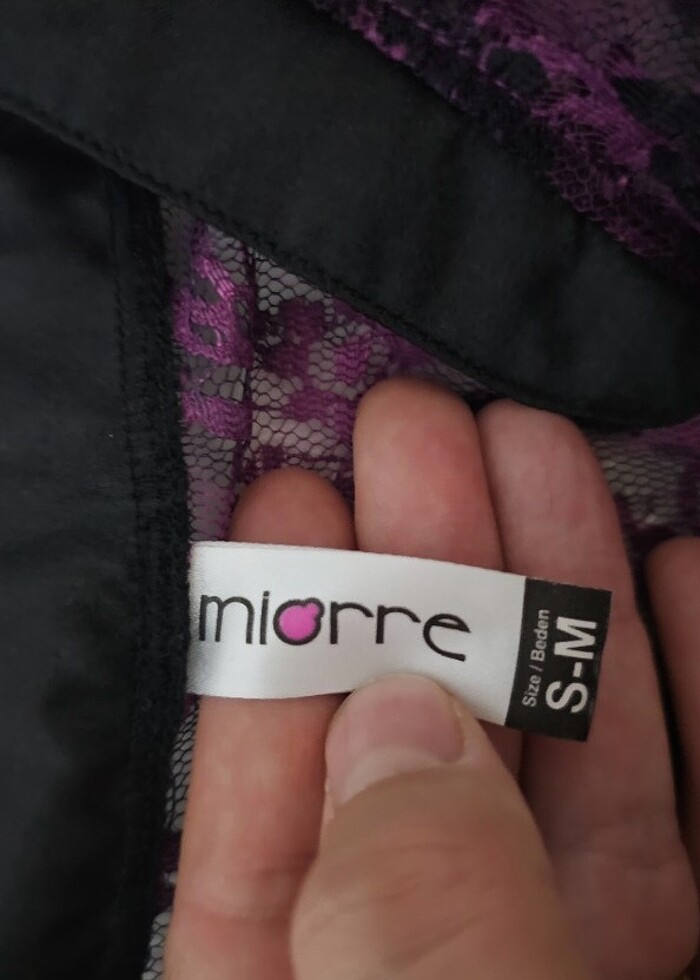 miorre
Size / Beden
S-M